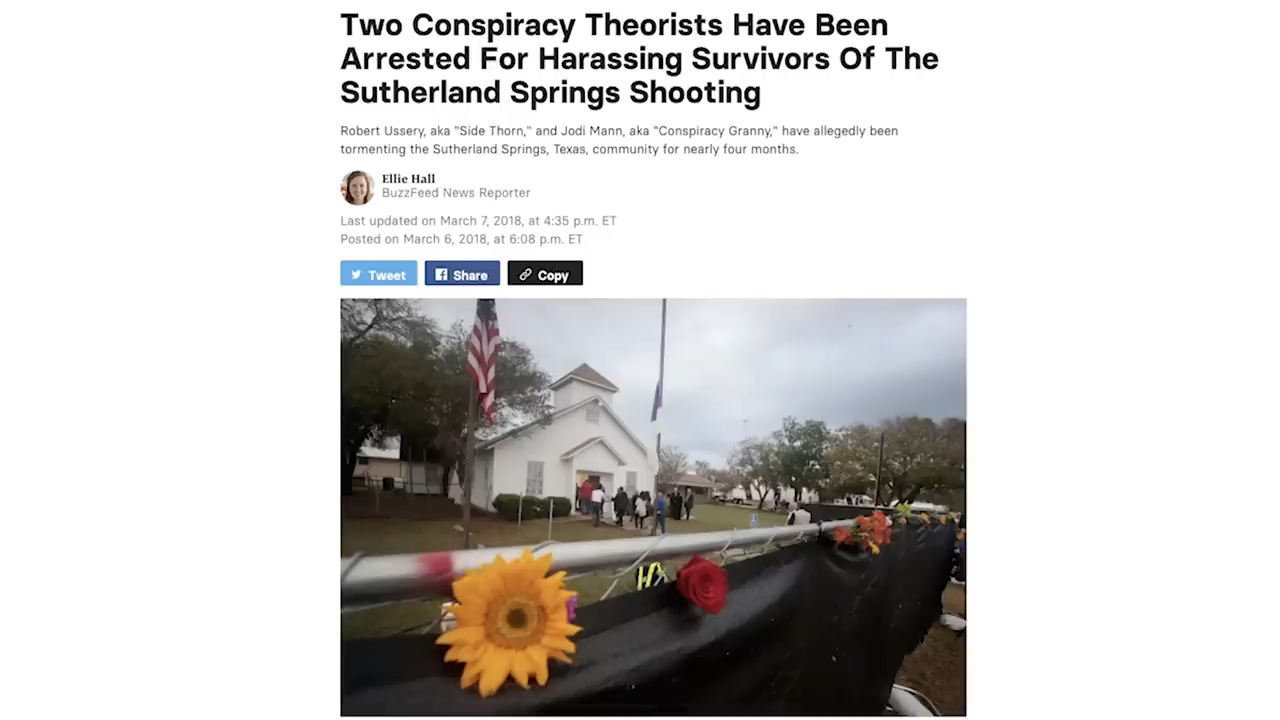 Two Conspiracy Theorists Have Been
Arrested For Harassing Survivors Of The
Sutherland Springs Shooting
Robert Ussery, aka "Side Thorn," and Jodi Mann, aka "Conspiracy Granny," have allegedly been
tormenting the Sutherland Springs, Texas, community for nearly four months.
Ellie Hall
BuzzFeed News Reporter
Last updated on March 7, 2018, at 4:35 p.m. ET
Posted on March 6, 2018, at 6:08 p.m. ET
Tweet Share Copy